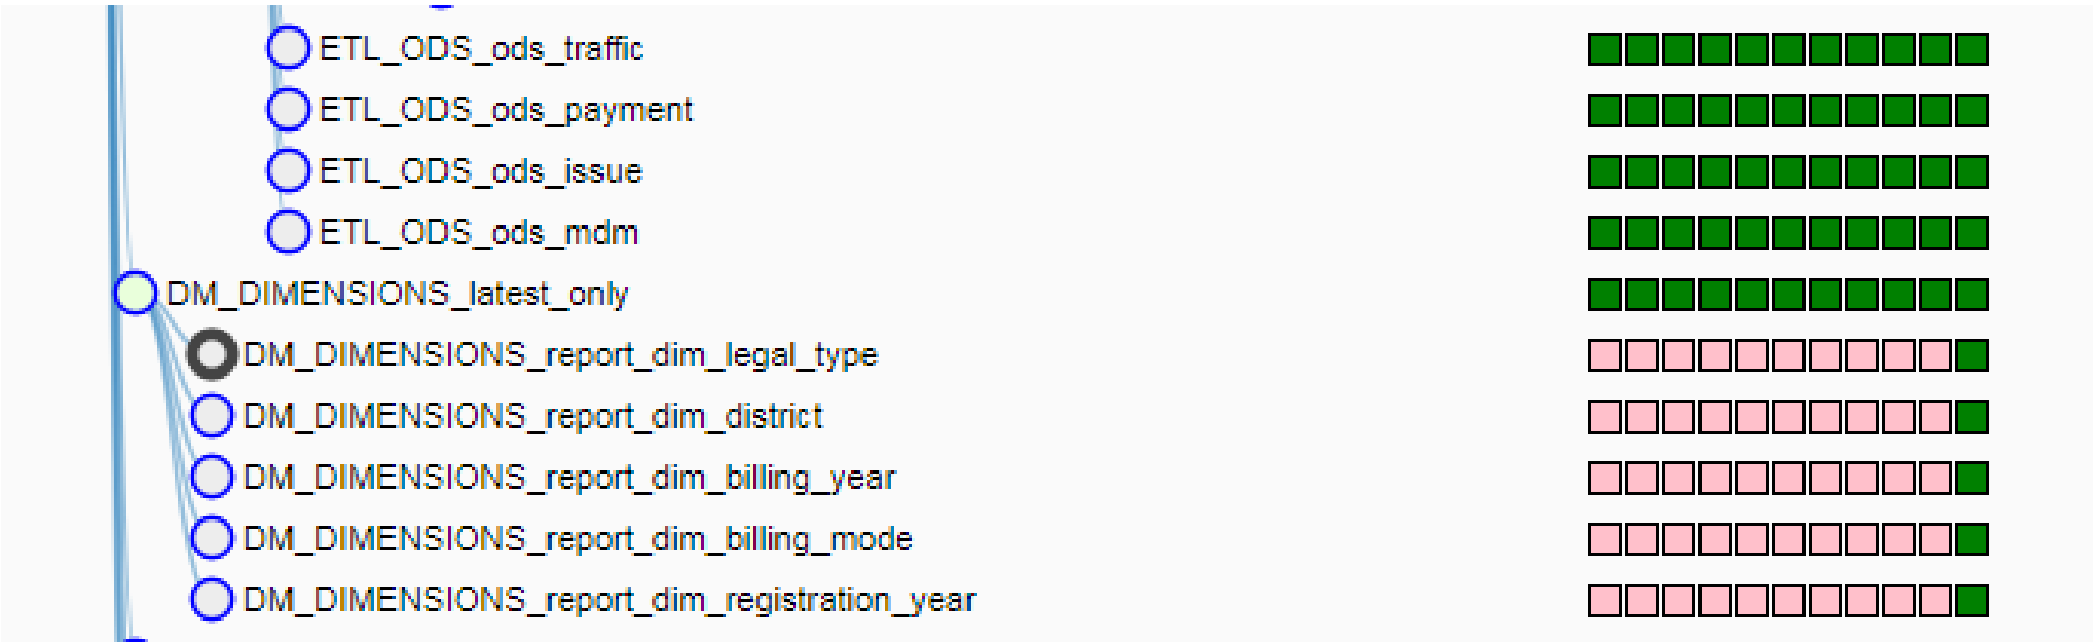 ETL_ODS_ods_traffic
ETL_ODS_ods_payment
ETL_ODS_ods_issue
ETL_ODS_ods_mdm
DM_DIMENSIONS_latest_only
DM_DIMENSIONS_report_dim_legal_type
DM_DIMENSIONS_report_dim_district
DM_DIMENSIONS_report_dim_billing_year
DM_DIMENSIONS_report_dim_billing_mode
DM_DIMENSIONS_report_dim_registration_year